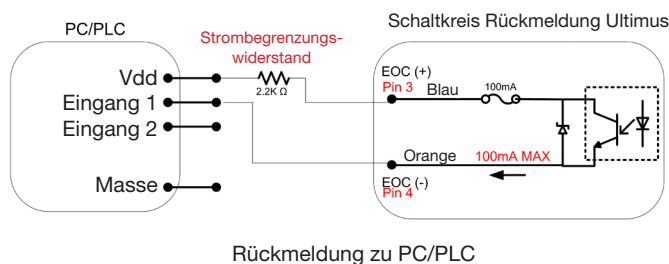 Schaltkreis Rückmeldung Ultimus
PC/PLC
Strombegrenzungs-
widerstand
Vdd
2.2K Ω
EOC (+)
Pin 3
Blau
100mA
Eingang 1
Eingang 2
Orange
100mA MAX
EOC (-)
Pin 4
Masse
Rückmeldung zu PC/PLC